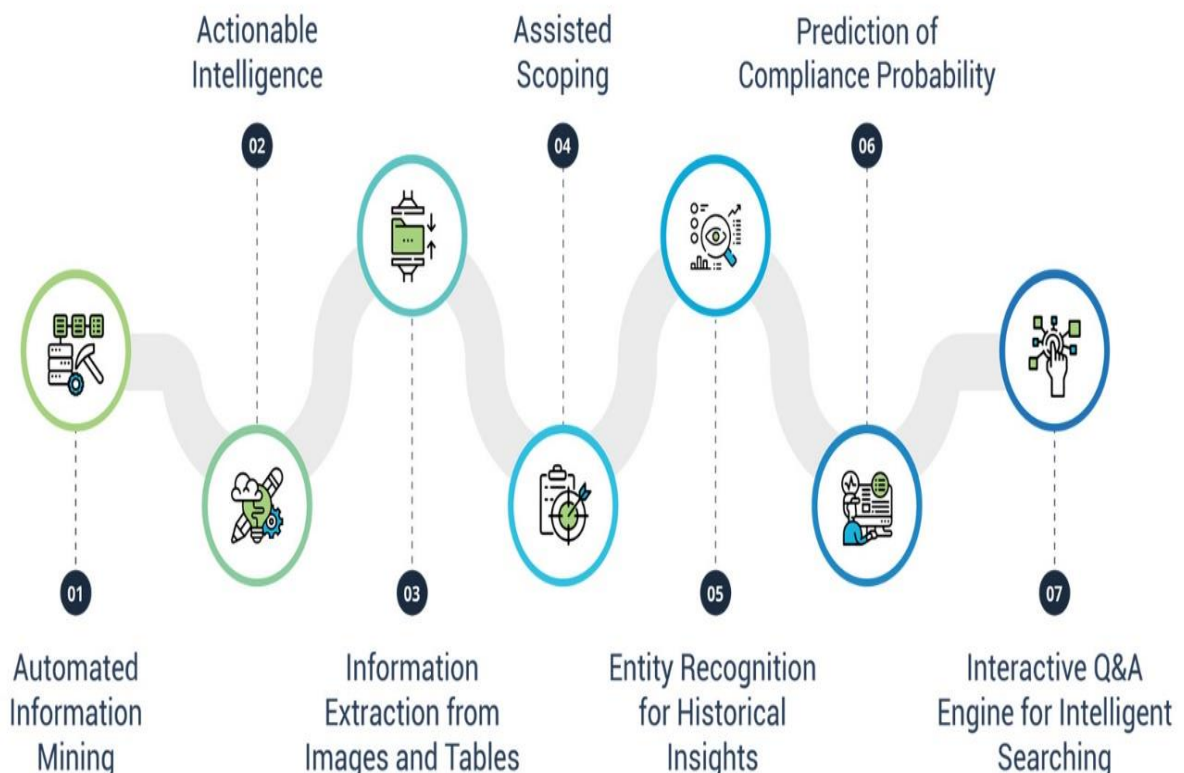 Actionable
Intelligence
Assisted
Scoping
Prediction of
Compliance Probability
02
04
06
01
03
05
07
Automated
Information
Mining
Information
Extraction from
Images and Tables
Entity Recognition
for Historical
Insights
Interactive Q&A
Engine for Intelligent
Searching